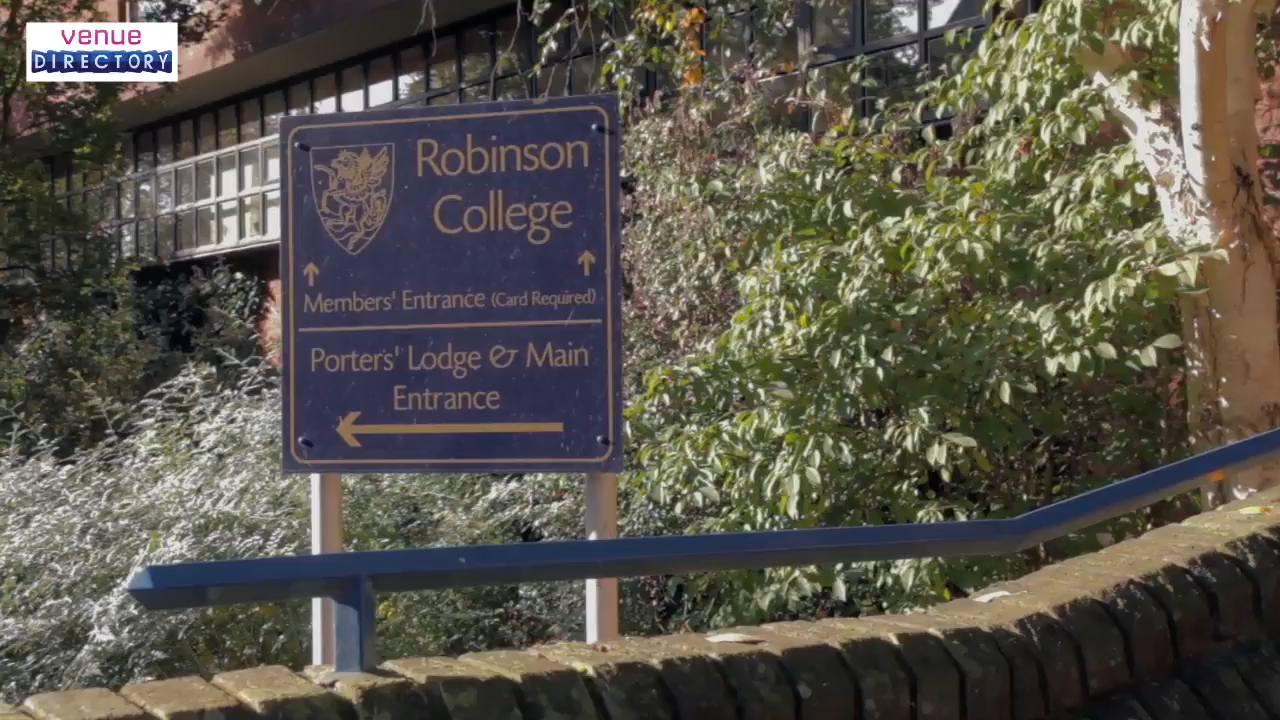 venue
DIRECTORY
Robinson
College
Members' Entrance (Card Required)
Porters' Lodge & Main
Entrance